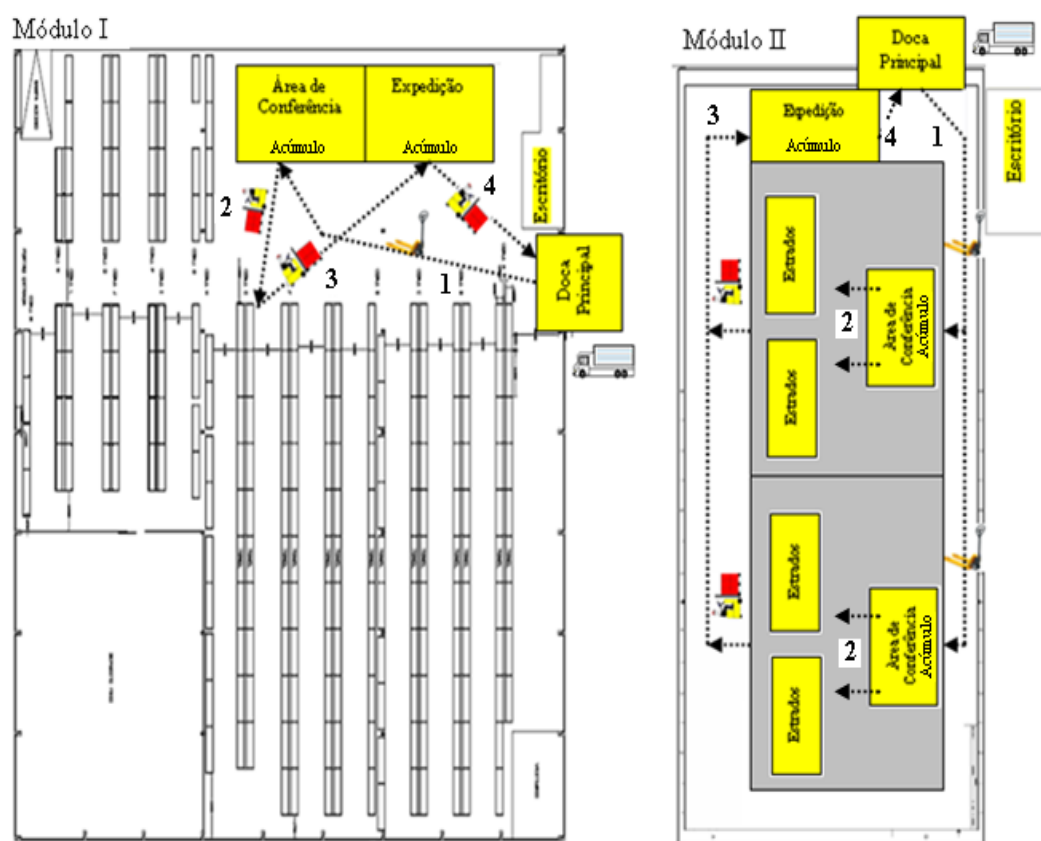 Módulo I
Área de
Conferência
Acúmulo
Expedição
Acúmulo
Escritório
2
4
3
1
Doca
Principal
Módulo II
Doca
Principal
Escritório
3
Expedição
Acúmulo
4
1
Estrados
2
Área de
Conferência
Acúmulo
Estrados
Estrados
2
Área de
Conferência
Acúmulo
Estrados